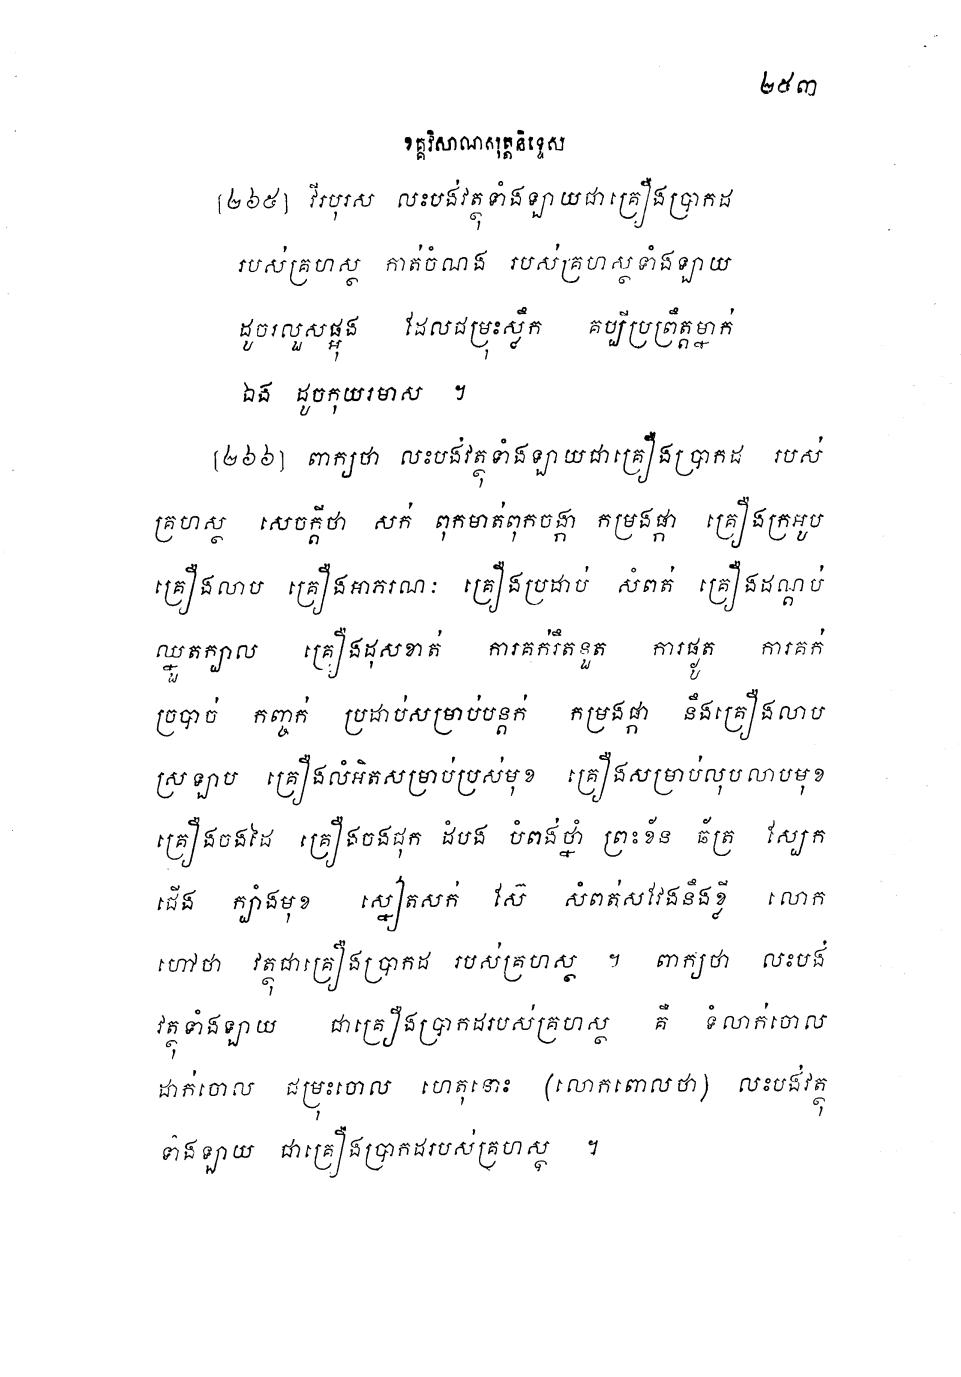 ២៥៣
ខគ្គវិសាណសុត្តនិទ្ទេស
[២៦៥] វីរបុរស លះបង់វត្ថុទាំងឡាយជាគ្រឿងប្រាកដ
របស់គ្រហស្ថ កាត់ចំណង របស់គ្រហស្ថទាំងឡាយ
ដូចរលួសផ្អុង ដែលជម្រុះស្លឹក គប្បីប្រព្រឹត្តម្នាក់
ឯង ដូចកុយរមាស ។
[២៦៦] ពាក្យថា លះបង់វត្ថុទាំងឡាយជាគ្រឿងប្រាកដ របស់
គ្រហស្ថ សេចក្តីថា សក់ ពុកមាត់ពុកចង្កា កម្រងផ្កា គ្រឿងក្រអូប
គ្រឿងលាប គ្រឿងអាភរណៈ គ្រឿងប្រដាប់ សំពត់ គ្រឿងដណ្តប់
ឈ្នួតក្បាល គ្រឿងដុសខាត់ ការគក់រឹតខ្នួត ការផ្ងូត ការគក់
ច្របាច់ កញ្ចក់ ប្រដាប់សម្រាប់បន្តក់ កម្រងផ្កា នឹងគ្រឿងលាប
ស្រឡាប គ្រឿងលំអិតសម្រាប់ប្រស់មុខ គ្រឿងសម្រាប់លុបលាបមុខ
គ្រឿងចងដៃ គ្រឿងចងជុក ដំបង បំពង់ថ្នាំ ព្រះខ័ន ឆ័ត្រ ស្បែក
ជើង ក្បាំងមុខ ស្នៀតសក់ សែ៊ សំពត់សវែងនឹងខ្លី លោក
ហៅថា វត្ថុជាគ្រឿងប្រាកដ របស់គ្រហស្ថ ។ ពាក្យថា លះបង់
វត្ថុទាំងឡាយ ជាគ្រឿងប្រាកដរបស់គ្រហស្ថ គឺ ទំលាក់ចោល
ដាក់ចោល ជម្រុះចោល ហេតុនោះ (លោកពោលថា) លះបង់វត្ថុ
ទាំងឡាយ ជាគ្រឿងប្រាកដរបស់គ្រហស្ថ ។